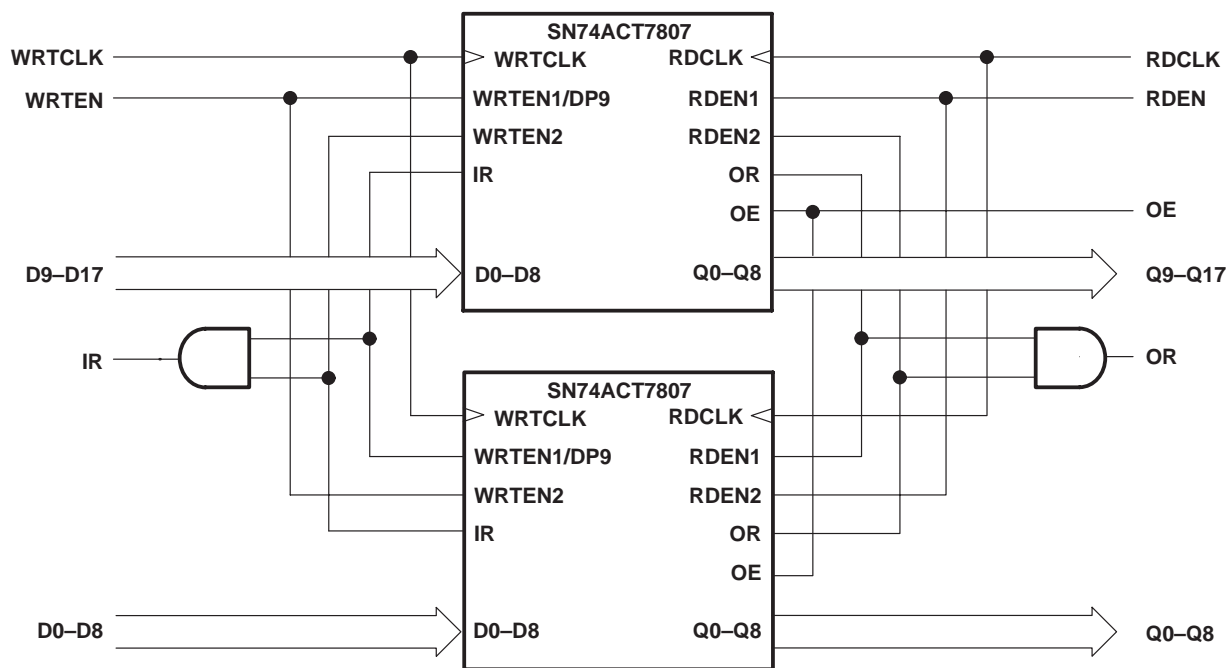 SN74ACT7807
WRTCLK
WRTCLK
RDCLK
RDCLK
WRTEN
WRTEN1/DP9
RDEN1
RDEN
WRTEN2
RDEN2
IR
OR
OE
OE
D9–D17
D0–D8
Q0–Q8
Q9–Q17
IR
OR
SN74ACT7807
WRTCLK
RDCLK
WRTEN1/DP9
RDEN1
WRTEN2
RDEN2
IR
OR
OE
D0–D8
D0–D8
Q0–Q8
Q0–Q8